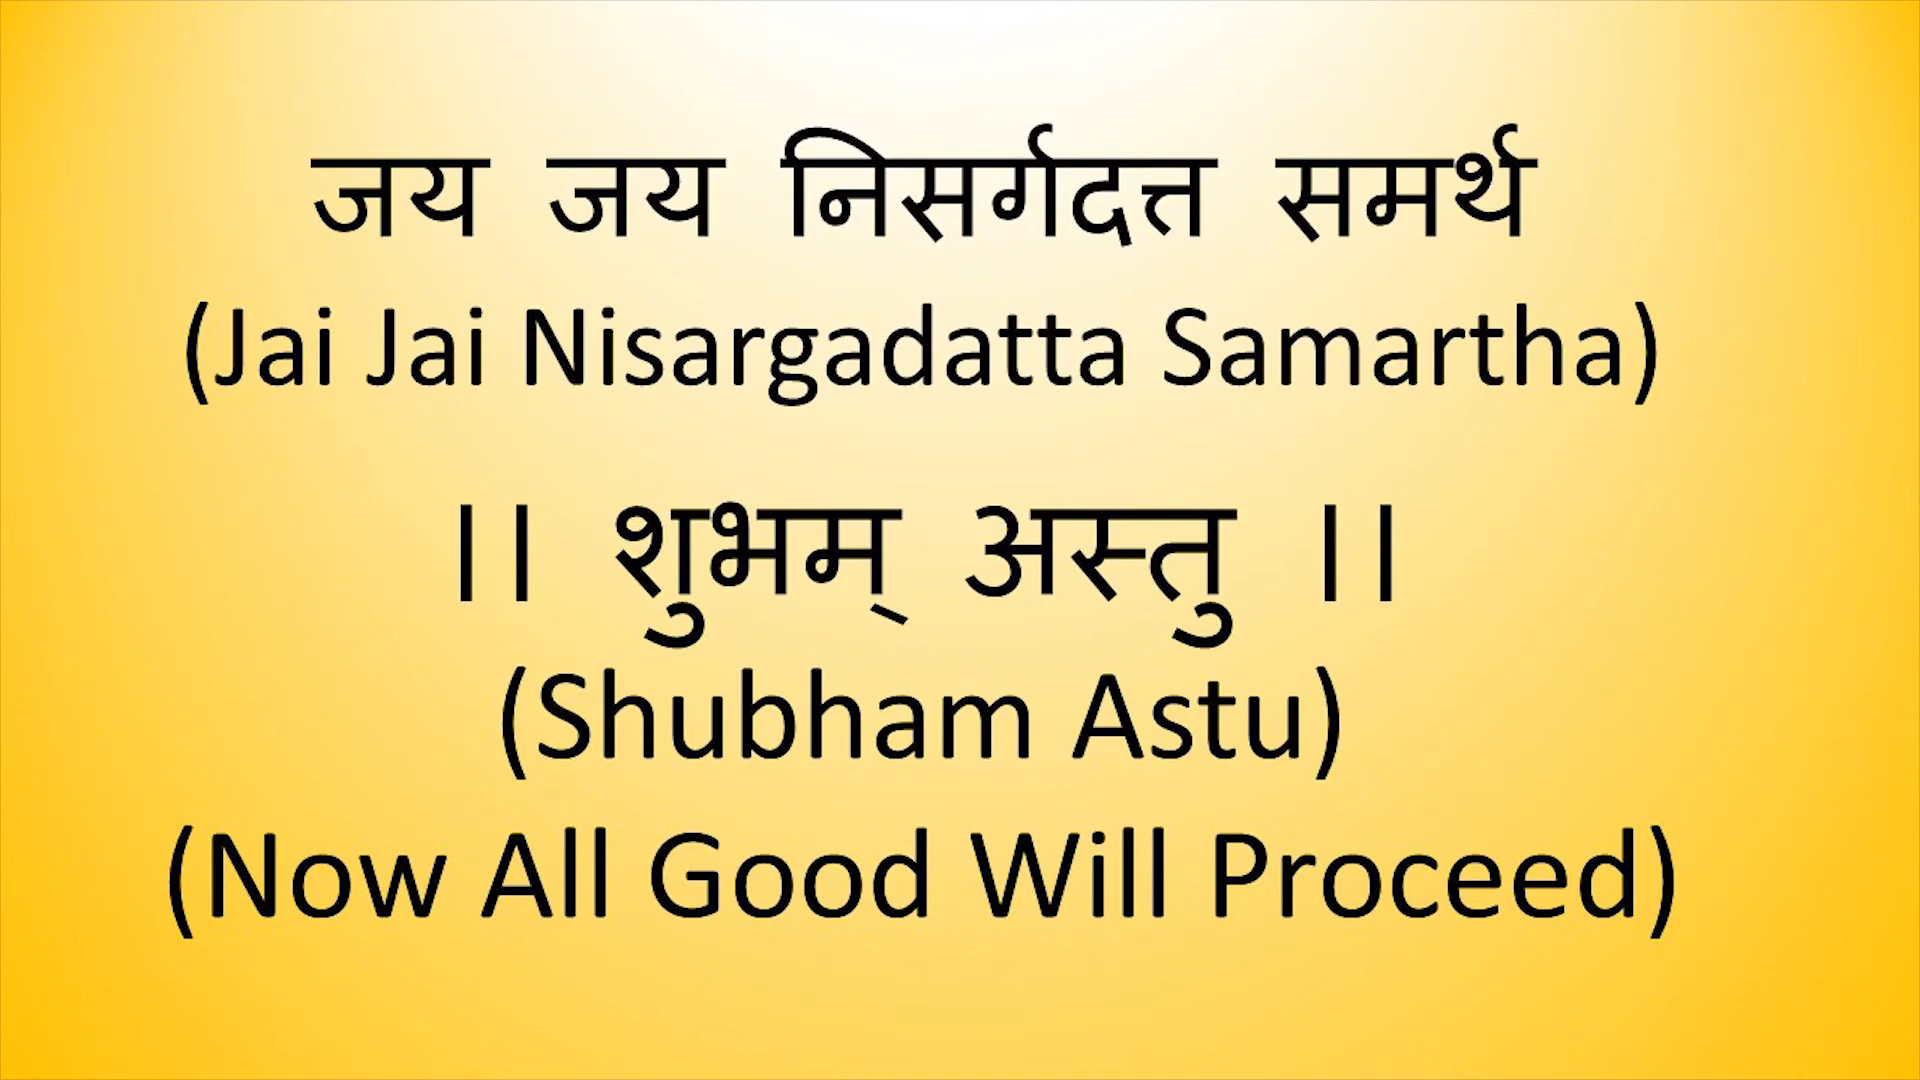 जय जय निसर्गदत्त समर्थ
(Jai Jai Nisargadatta Samartha)
।। शुभम् अस्तु ।।
(Shubham Astu)
(Now All Good Will Proceed)